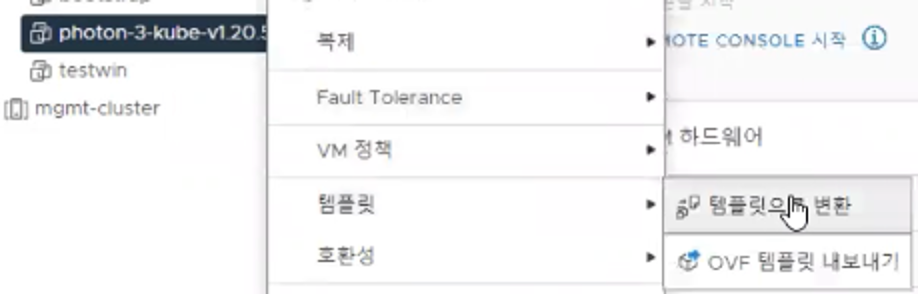 photon-3-kube-v1.20.5
testwin
mgmt-cluster
복제
Fault Tolerance
VM 정책
템플릿
호환성
CONSOLE 시작
하드웨어
템플릿으로 변환
OVF 템플릿 내보내기